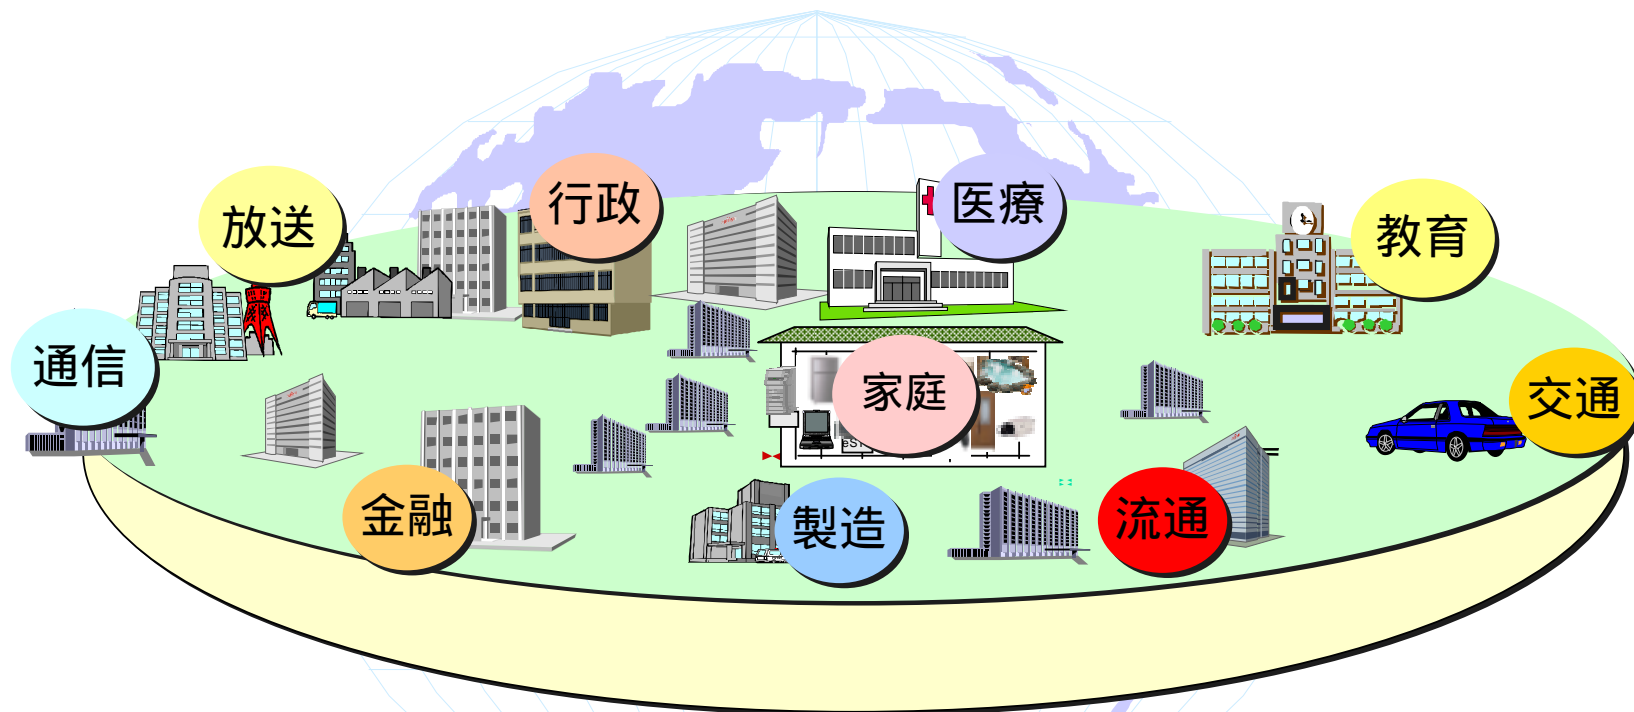 放送
行政
医療
教育
通信
家庭
交通
金融
製造
流通